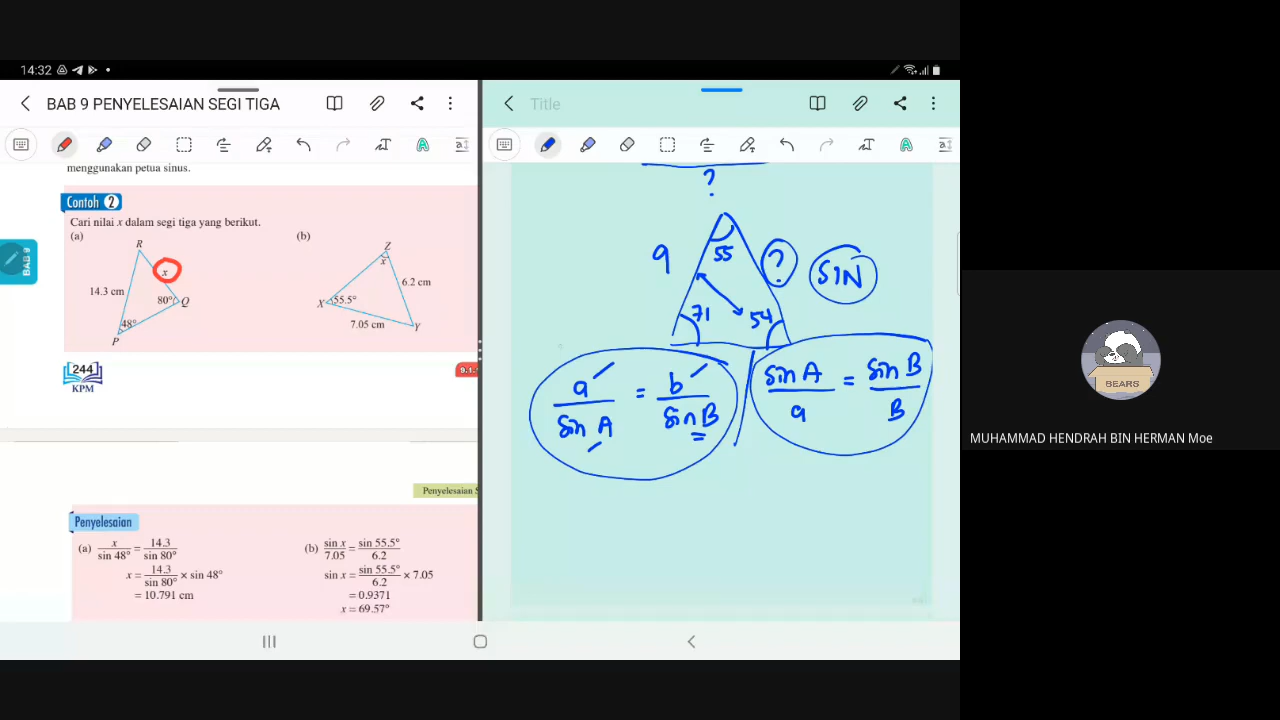 14:32
BAB 9 PENYELESAIAN SEGI TIGA
menggunakan petua sinus.
Contoh 2
Cari nilai x dalam segi tiga yang berikut.
(a)
R
x
14.3 cm
80°
Q
48°
P
(b)
Z
x
6.2 cm
X
55.5°
7.05 cm
Y
BAB 9
244
KPM
9.1.
Penyelesaian S
Penyelesaian
(a) x/sin 48° = 14.3/sin 80°
x = 14.3/sin 80° × sin 48°
= 10.791 cm
(b) sin x/7.05 = sin 55.5°/6.2
sin x = sin 55.5°/6.2 × 7.05
= 0.9371
x = 69.57°
Title
?
9
55
?
SIN
71
54
a/sin A = b/sin B
sin A/a = sin B/B
BEARS
MUHAMMAD HENDRAH BIN HERMAN Moe